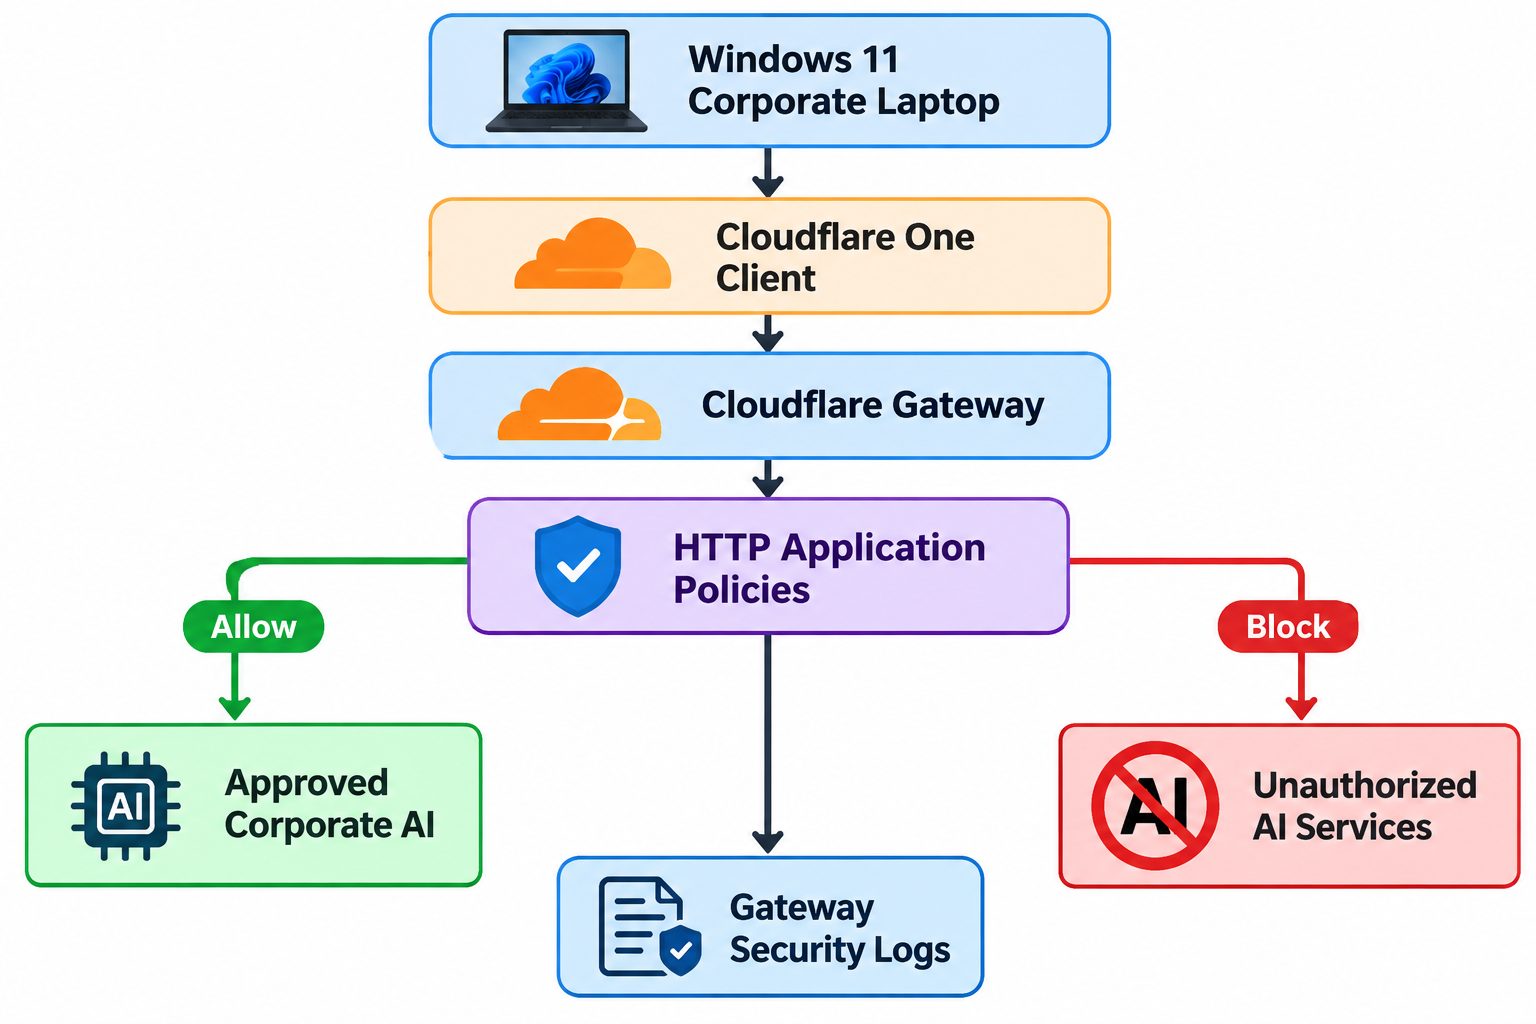 Windows 11
Corporate Laptop
Cloudflare One
Client
Cloudflare Gateway
HTTP Application
Policies
Allow
Block
AI
Approved
Corporate AI
AI
Unauthorized
AI Services
Gateway
Security Logs